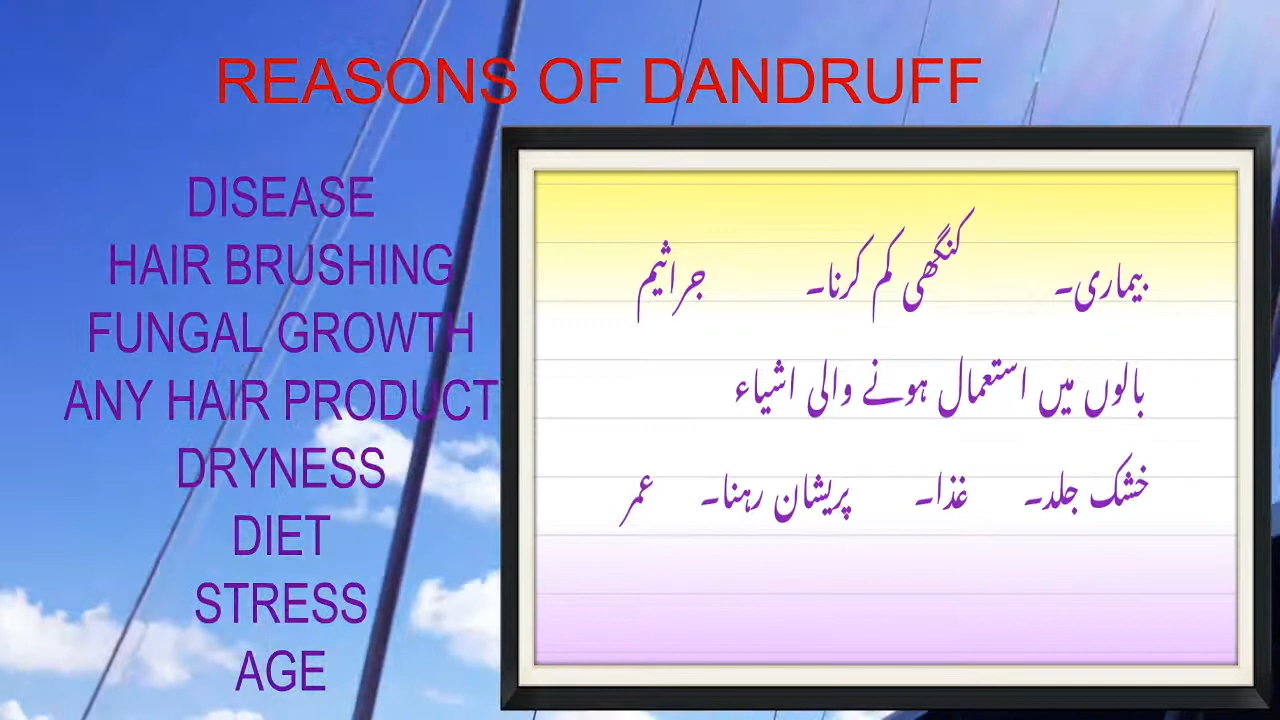 REASONS OF DANDRUFF
DISEASE
HAIR BRUSHING
FUNGAL GROWTH
ANY HAIR PRODUCT
DRYNESS
DIET
STRESS
AGE
بیماری۔ کنگھی کم کرنا۔ جراثیم
بالوں میں استعمال ہونے والی اشیاء
خشک جلد۔ غذا۔ پریشان رہنا۔ عمر